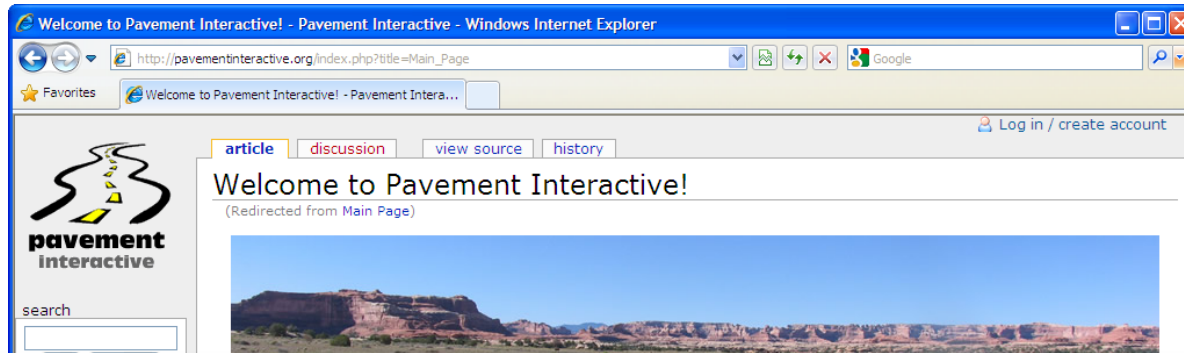 Welcome to Pavement Interactive! - Pavement Interactive - Windows Internet Explorer
http://pavementinteractive.org/index.php?title=Main_Page
Google
Favorites
Welcome to Pavement Interactive! - Pavement Intera...
Log in / create account
article discussion view source history
Welcome to Pavement Interactive!
(Redirected from Main Page)
pavement
interactive
search